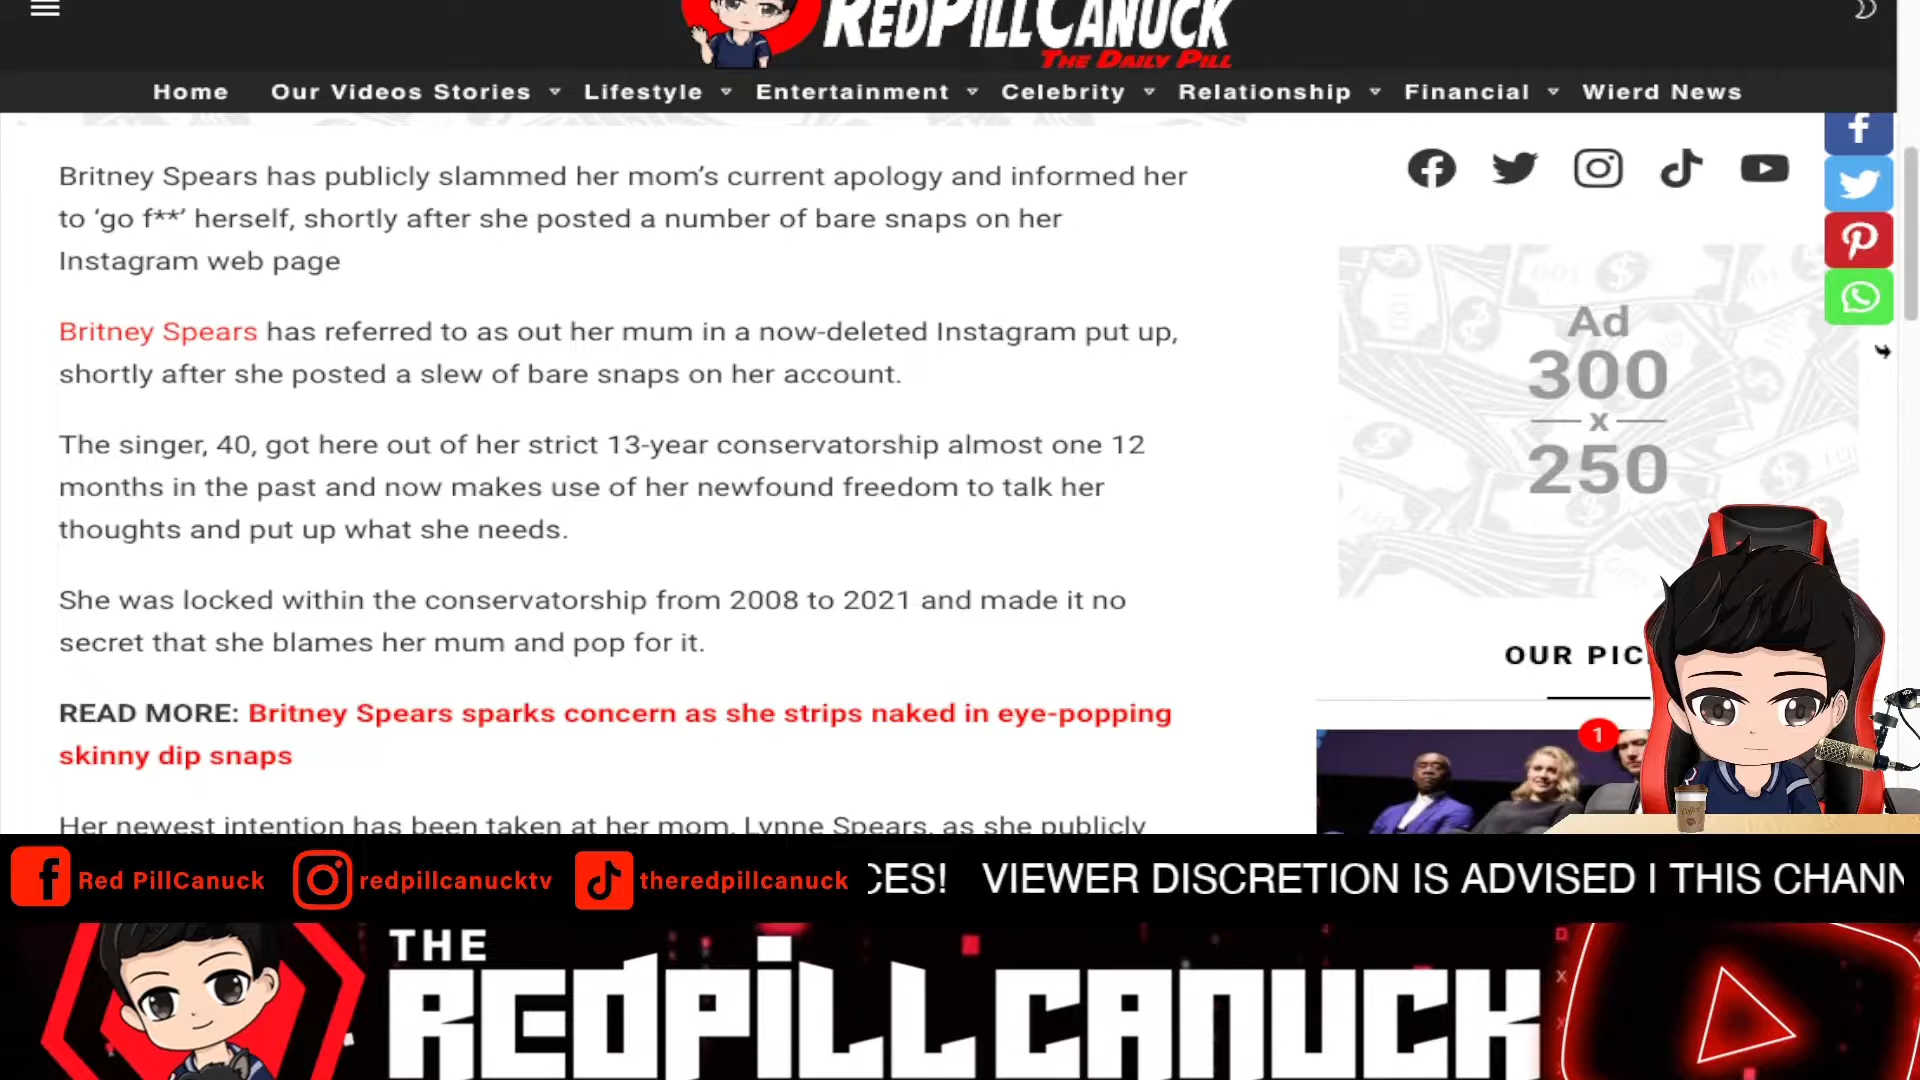 REDPILLCANUCK
THE DAILY PILL
Home Our Videos Stories Lifestyle Entertainment Celebrity Relationship Financial Wierd News
Britney Spears has publicly slammed her mom’s current apology and informed her
to ‘go f**’ herself, shortly after she posted a number of bare snaps on her
Instagram web page
Britney Spears has referred to as out her mum in a now-deleted Instagram put up,
shortly after she posted a slew of bare snaps on her account.
The singer, 40, got here out of her strict 13-year conservatorship almost one 12
months in the past and now makes use of her newfound freedom to talk her
thoughts and put up what she needs.
She was locked within the conservatorship from 2008 to 2021 and made it no
secret that she blames her mum and pop for it.
READ MORE: Britney Spears sparks concern as she strips naked in eye-popping
skinny dip snaps
Her newest intention has been taken at her mom, Lynne Spears, as she publicly
Ad
300
x
250
OUR PIC
1
Red PillCanuck redpillcanucktv theredpillcanuck CES! VIEWER DISCRETION IS ADVISED | THIS CHANN
THE
REDPILLCANUCK